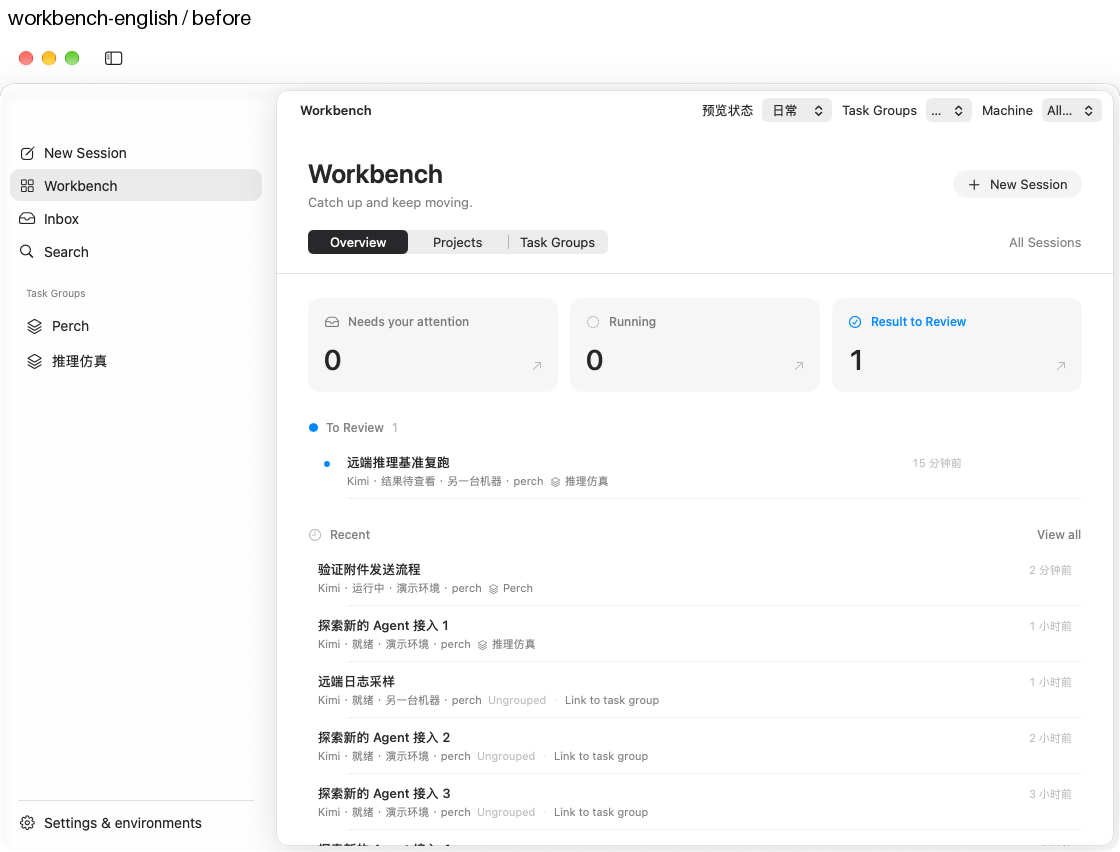 workbench-english / before
Workbench
预览状态 日常 Task Groups ... Machine All...
New Session
Workbench
Inbox
Search
Task Groups
Perch
推理仿真
Settings & environments
Workbench
Catch up and keep moving.
New Session
Overview Projects Task Groups
All Sessions
Needs your attention
0
Running
0
Result to Review
1
To Review 1
远端推理基准复跑
15 分钟前
Kimi · 结果待查看 · 另一台机器 · perch 推理仿真
Recent
View all
验证附件发送流程
2 分钟前
Kimi · 运行中 · 演示环境 · perch Perch
探索新的 Agent 接入 1
1 小时前
Kimi · 就绪 · 演示环境 · perch 推理仿真
远端日志采样
1 小时前
Kimi · 就绪 · 另一台机器 · perch Ungrouped · Link to task group
探索新的 Agent 接入 2
2 小时前
Kimi · 就绪 · 演示环境 · perch Ungrouped · Link to task group
探索新的 Agent 接入 3
3 小时前
Kimi · 就绪 · 演示环境 · perch Ungrouped · Link to task group